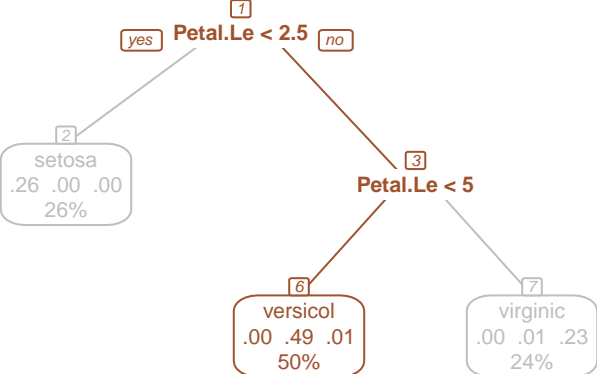 1
yes Petal.Le < 2.5 no
2
setosa
.26 .00 .00
26%
3
Petal.Le < 5
6
versicol
.00 .49 .01
50%
7
virginic
.00 .01 .23
24%